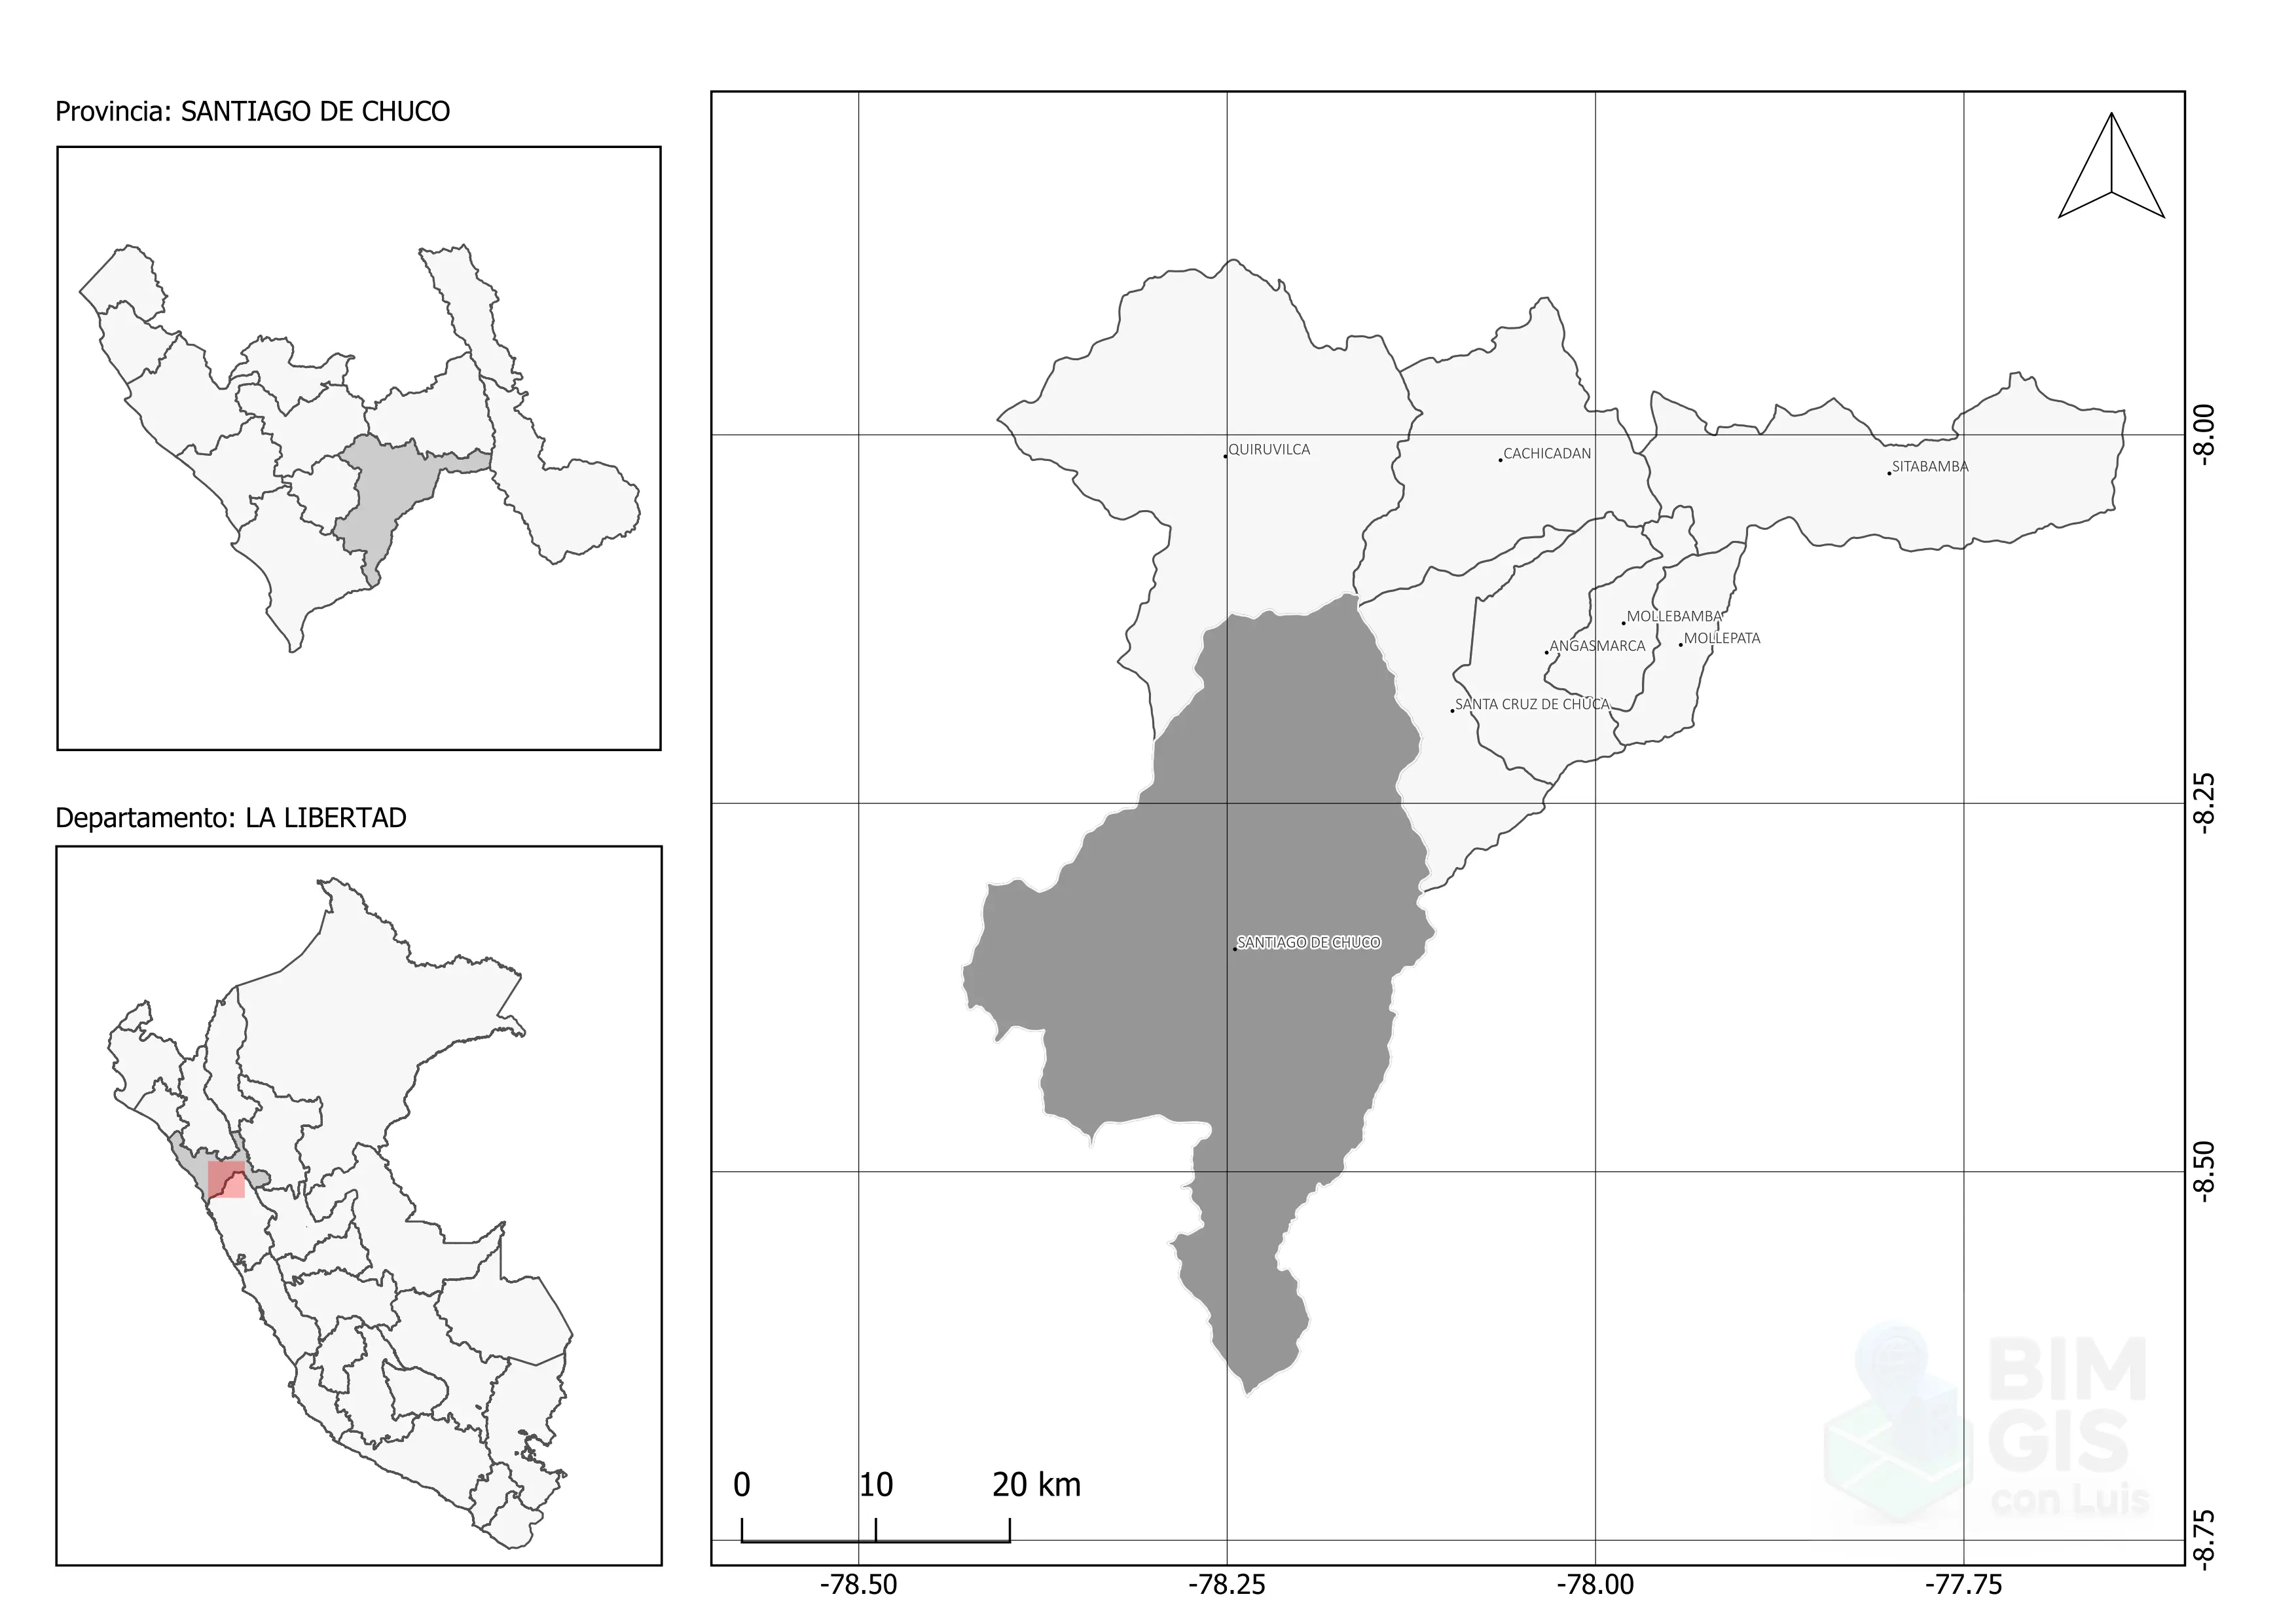 Provincia: SANTIAGO DE CHUCO
Departamento: LA LIBERTAD
QUIRUVILCA
CACHICADAN
SITABAMBA
MOLLEBAMBA
MOLLEPATA
ANGASMARCA
SANTA CRUZ DE CHUCA
SANTIAGO DE CHUCO
-8.00
-8.25
-8.50
-8.75
0 10 20 km
-78.50 -78.25 -78.00 -77.75
BIM
GIS
con Luis